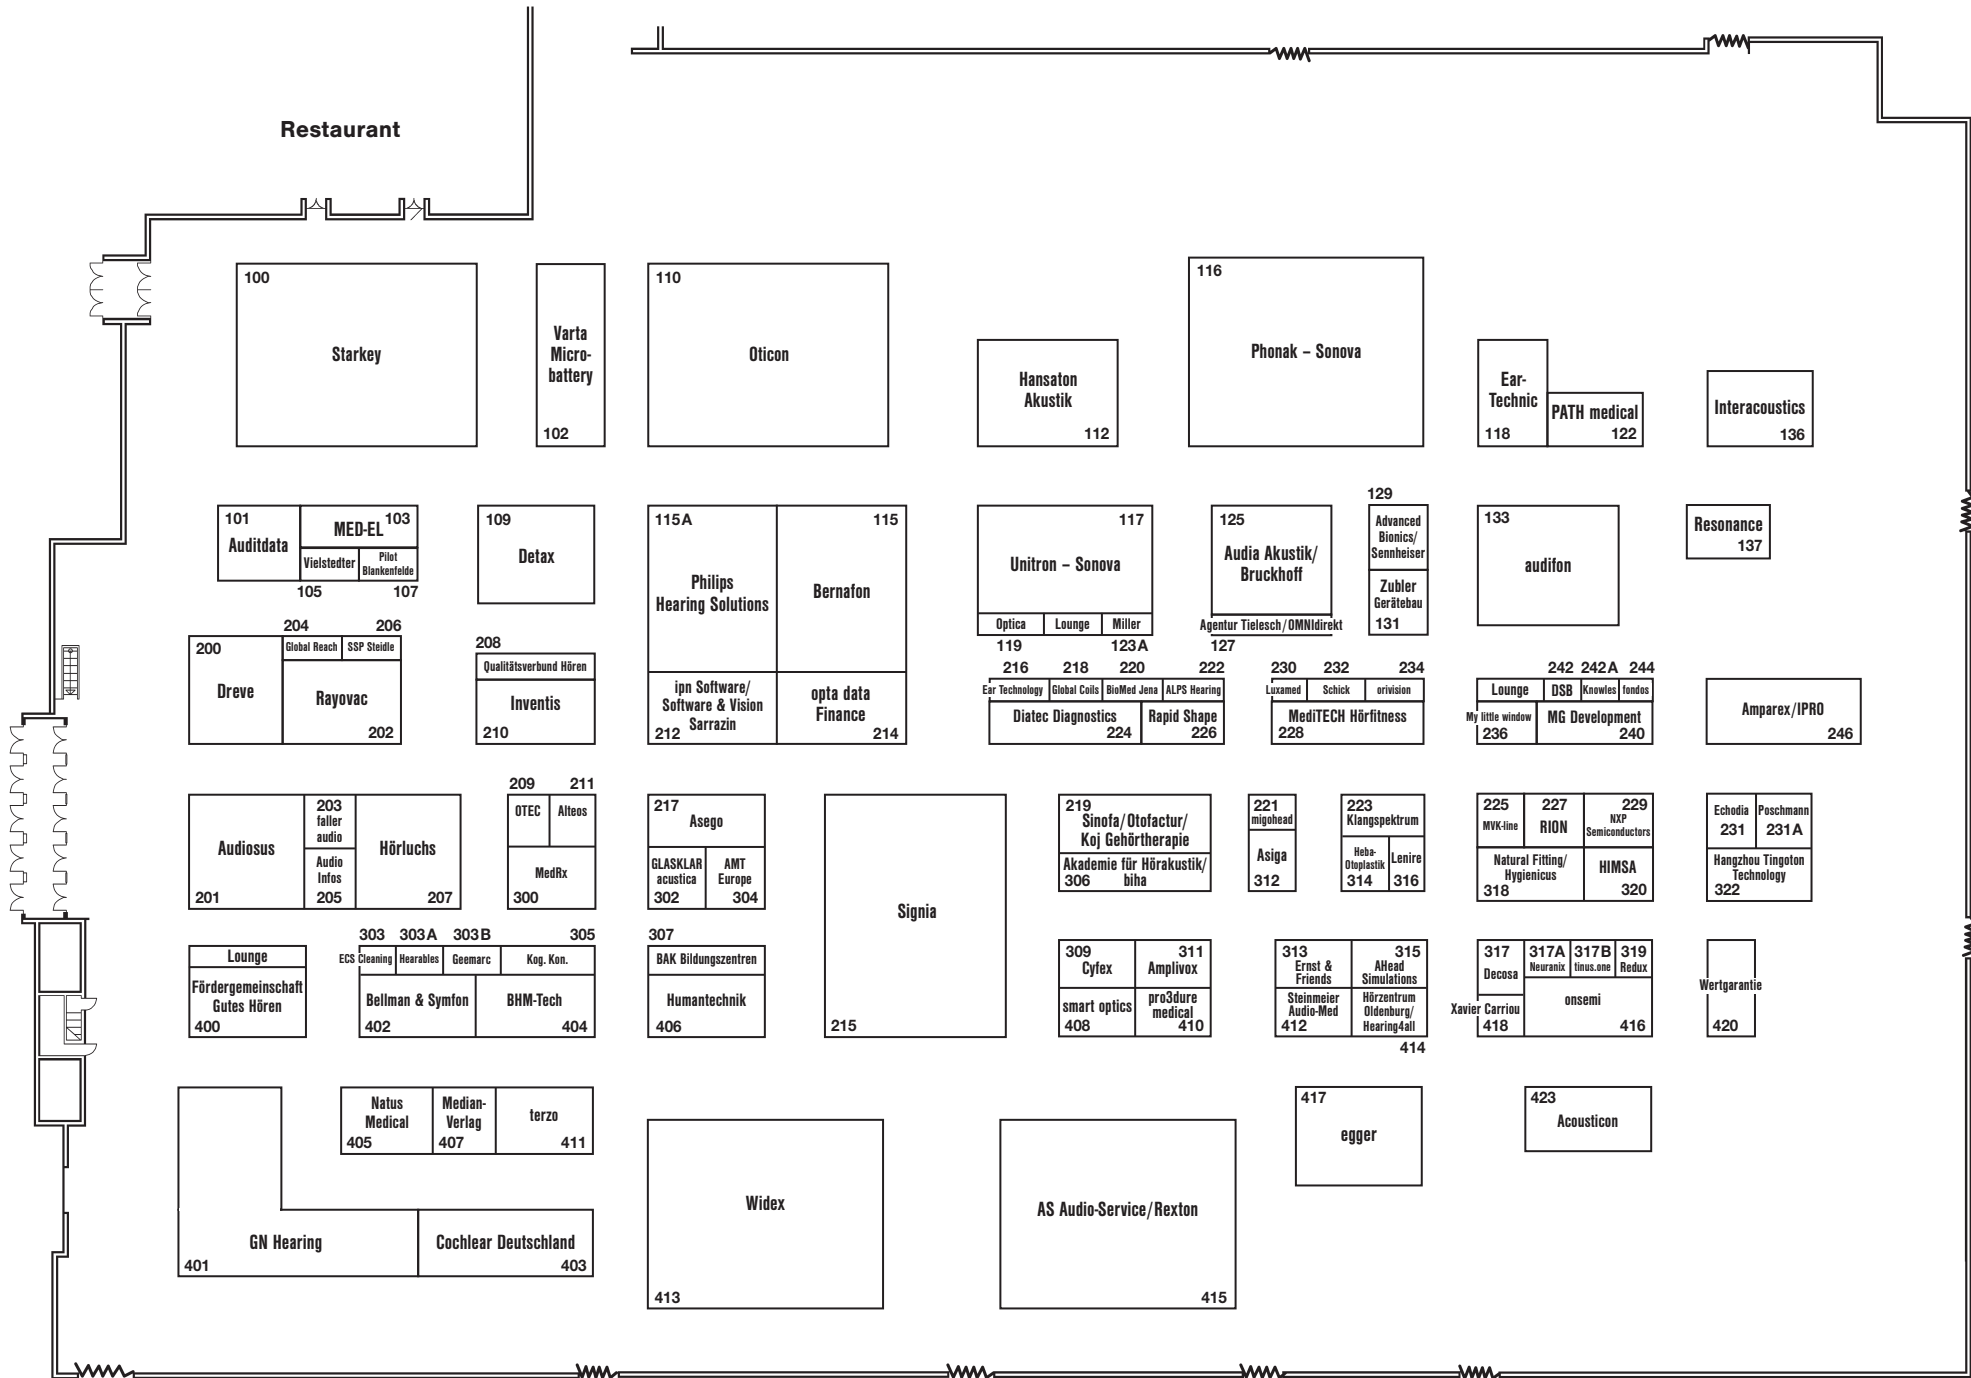 Restaurant
100
Starkey
Varta
Micro-
battery
102
110
Oticon
Hansaton
Akustik
112
116
Phonak – Sonova
Ear-
Technic
118
PATH medical
122
Interacoustics
136
101
Auditdata
MED-EL
103
Vielstedter
105
Pilot
Blankenfelde
107
109
Detax
115A
Philips
Hearing Solutions
115
Bernafon
117
Unitron – Sonova
Optica
119
Lounge
Miller
123A
125
Audia Akustik/
Bruckhoff
Agentur Tielesch/OMNIdirekt
127
129
Advanced
Bionics/
Sennheiser
Zubler
Gerätebau
131
133
audifon
Resonance
137
200
Dreve
204
Global Reach
206
SSP Steidle
Rayovac
202
208
Qualitätsverbund Hören
Inventis
210
ipn Software/
Software & Vision
Sarrazin
212
opta data
Finance
214
216
Ear Technology
218
Global Coils
220
BioMed Jena
222
ALPS Hearing
Diatec Diagnostics
224
Rapid Shape
226
230
Luxamed
232
Schick
234
orivision
MediTECH Hörfitness
228
Lounge
242
DSB
242A
Knowles
244
fondos
My little window
236
MG Development
240
Amparex/IPRO
246
Audiosus
201
203
faller
audio
Audio
Infos
205
Hörluchs
207
209
OTEC
211
Alteos
MedRx
300
217
Asego
GLASKLAR
acustica
302
AMT
Europe
304
Signia
215
219
Sinofa/Otofactur/
Koj Gehörtherapie
Akademie für Hörakustik/
biha
306
221
migohead
Asiga
312
223
Klangspektrum
Heba-
Otoplastik
314
Lenire
316
225
MVK-line
227
RION
229
NXP
Semiconductors
Natural Fitting/
Hygienicus
318
HIMSA
320
Echodia
231
Poschmann
231A
Hangzhou Tingoton
Technology
322
Lounge
Fördergemeinschaft
Gutes Hören
400
303
ECS Cleaning
303A
Hearables
303B
Geemarc
305
Kog. Kon.
Bellman & Symfon
402
BHM-Tech
404
307
BAK Bildungszentren
Humantechnik
406
309
Cyfex
311
Amplivox
smart optics
408
pro3dure
medical
410
313
Ernst &
Friends
315
AHead
Simulations
Steinmeier
Audio-Med
412
Hörzentrum
Oldenburg/
Hearing4all
414
317
Decosa
317A
Neuranix
317B
tinus.one
319
Redux
Xavier Carriou
418
onsemi
416
Wertgarantie
420
Natus
Medical
405
Median-
Verlag
407
terzo
411
GN Hearing
401
Cochlear Deutschland
403
Widex
413
AS Audio-Service/Rexton
415
417
egger
423
Acousticon